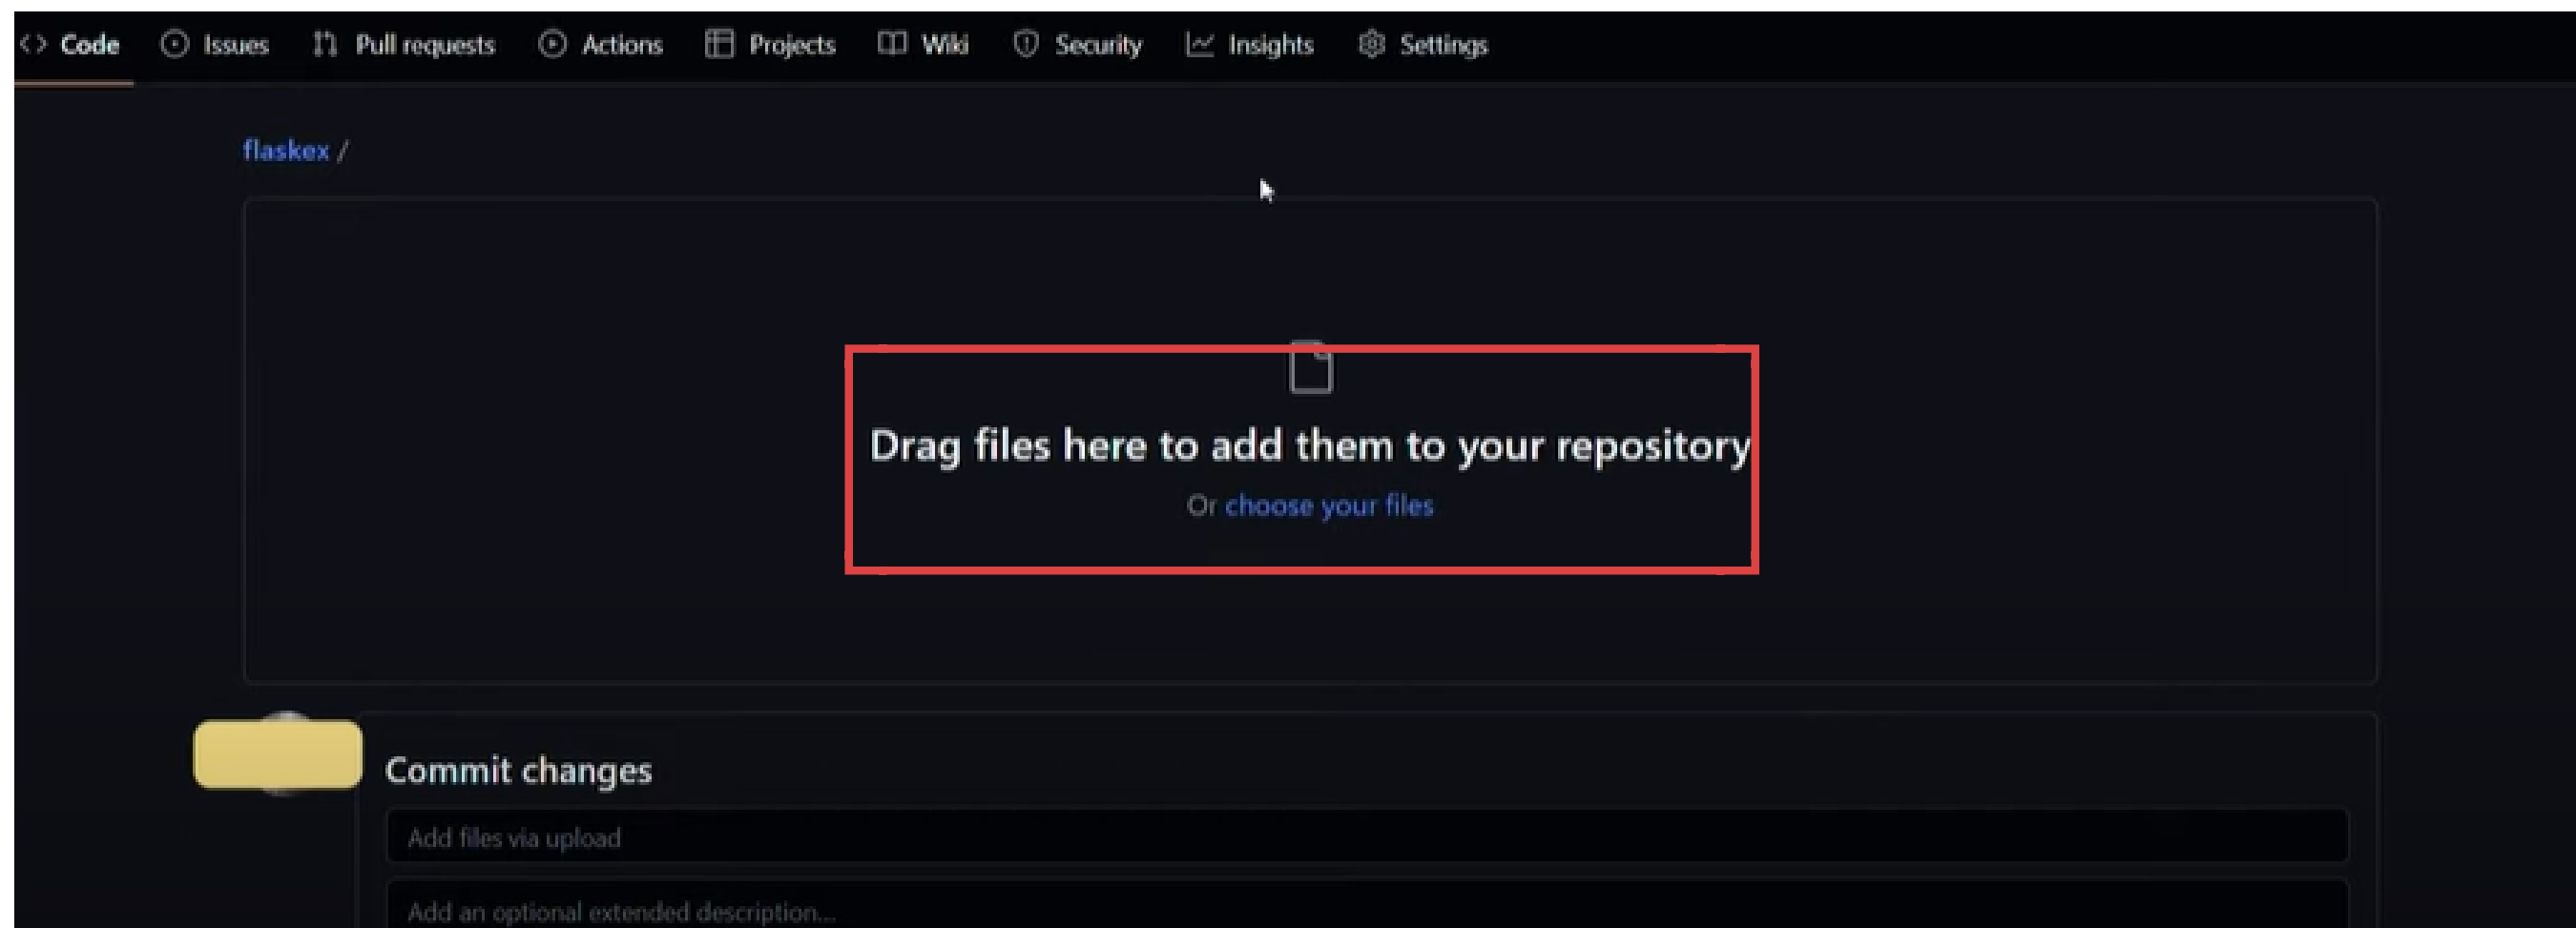 Code Issues Pull requests Actions Projects Wiki Security Insights Settings
flaskex /
Drag files here to add them to your repository
Or choose your files
Commit changes
Add files via upload
Add an optional extended description...